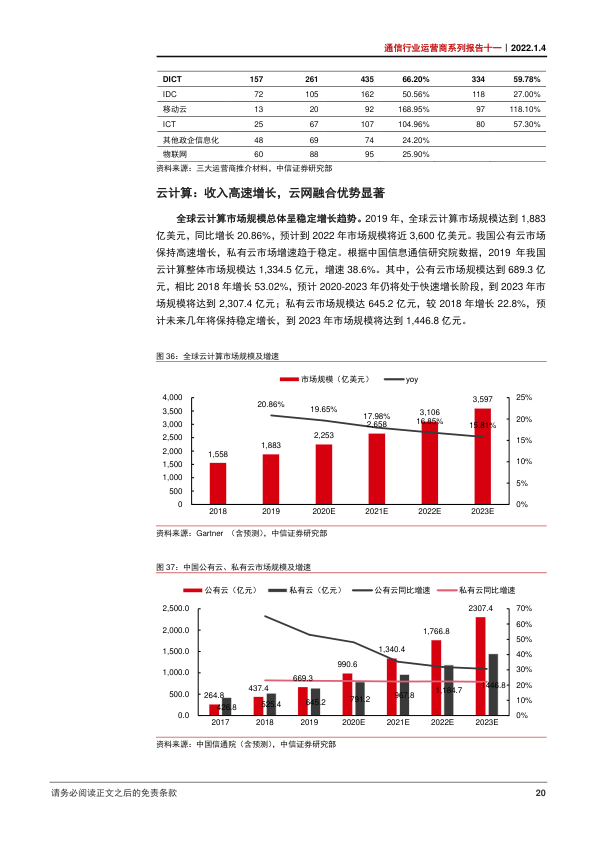 通信行业运营商系列报告十一｜2022.1.4
DICT 157 261 435 66.20% 334 59.78%
IDC 72 105 162 50.56% 118 27.00%
移动云 13 20 92 168.95% 97 118.10%
ICT 25 67 107 104.96% 80 57.30%
其他政企信息化 48 69 74 24.20%
物联网 60 88 95 25.90%
资料来源：三大运营商推介材料，中信证券研究部
云计算：收入高速增长，云网融合优势显著
全球云计算市场规模总体呈稳定增长趋势。2019 年，全球云计算市场规模达到 1,883
亿美元，同比增长 20.86%，预计到 2022 年市场规模将近 3,600 亿美元。我国公有云市场
保持高速增长，私有云市场增速趋于稳定。根据中国信息通信研究院数据，2019 年我国
云计算整体市场规模达 1,334.5 亿元，增速 38.6%。其中，公有云市场规模达到 689.3 亿
元，相比 2018 年增长 53.02%，预计 2020-2023 年仍将处于快速增长阶段，到 2023 年市
场规模将达到 2,307.4 亿元；私有云市场规模达 645.2 亿元，较 2018 年增长 22.8%，预
计未来几年将保持稳定增长，到 2023 年市场规模将达到 1,446.8 亿元。
图 36：全球云计算市场规模及增速
市场规模（亿美元） yoy
4,000
3,500
3,000
2,500
2,000
1,500
1,000
500
0
25%
20%
15%
10%
5%
0%
20.86% 19.65% 17.98% 16.85% 15.81%
1,558 1,883 2,253 2,658 3,106 3,597
2018 2019 2020E 2021E 2022E 2023E
资料来源：Gartner （含预测），中信证券研究部
图 37：中国公有云、私有云市场规模及增速
公有云（亿元） 私有云（亿元） 公有云同比增速 私有云同比增速
2,500.0
2,000.0
1,500.0
1,000.0
500.0
0.0
70%
60%
50%
40%
30%
20%
10%
0%
264.8 437.4 669.3 990.6 1,340.4 1,766.8 2307.4
426.8 525.4 645.2 791.2 967.8 1,184.7 1446.8
2017 2018 2019 2020E 2021E 2022E 2023E
资料来源：中国信通院（含预测），中信证券研究部
请务必阅读正文之后的免责条款 20